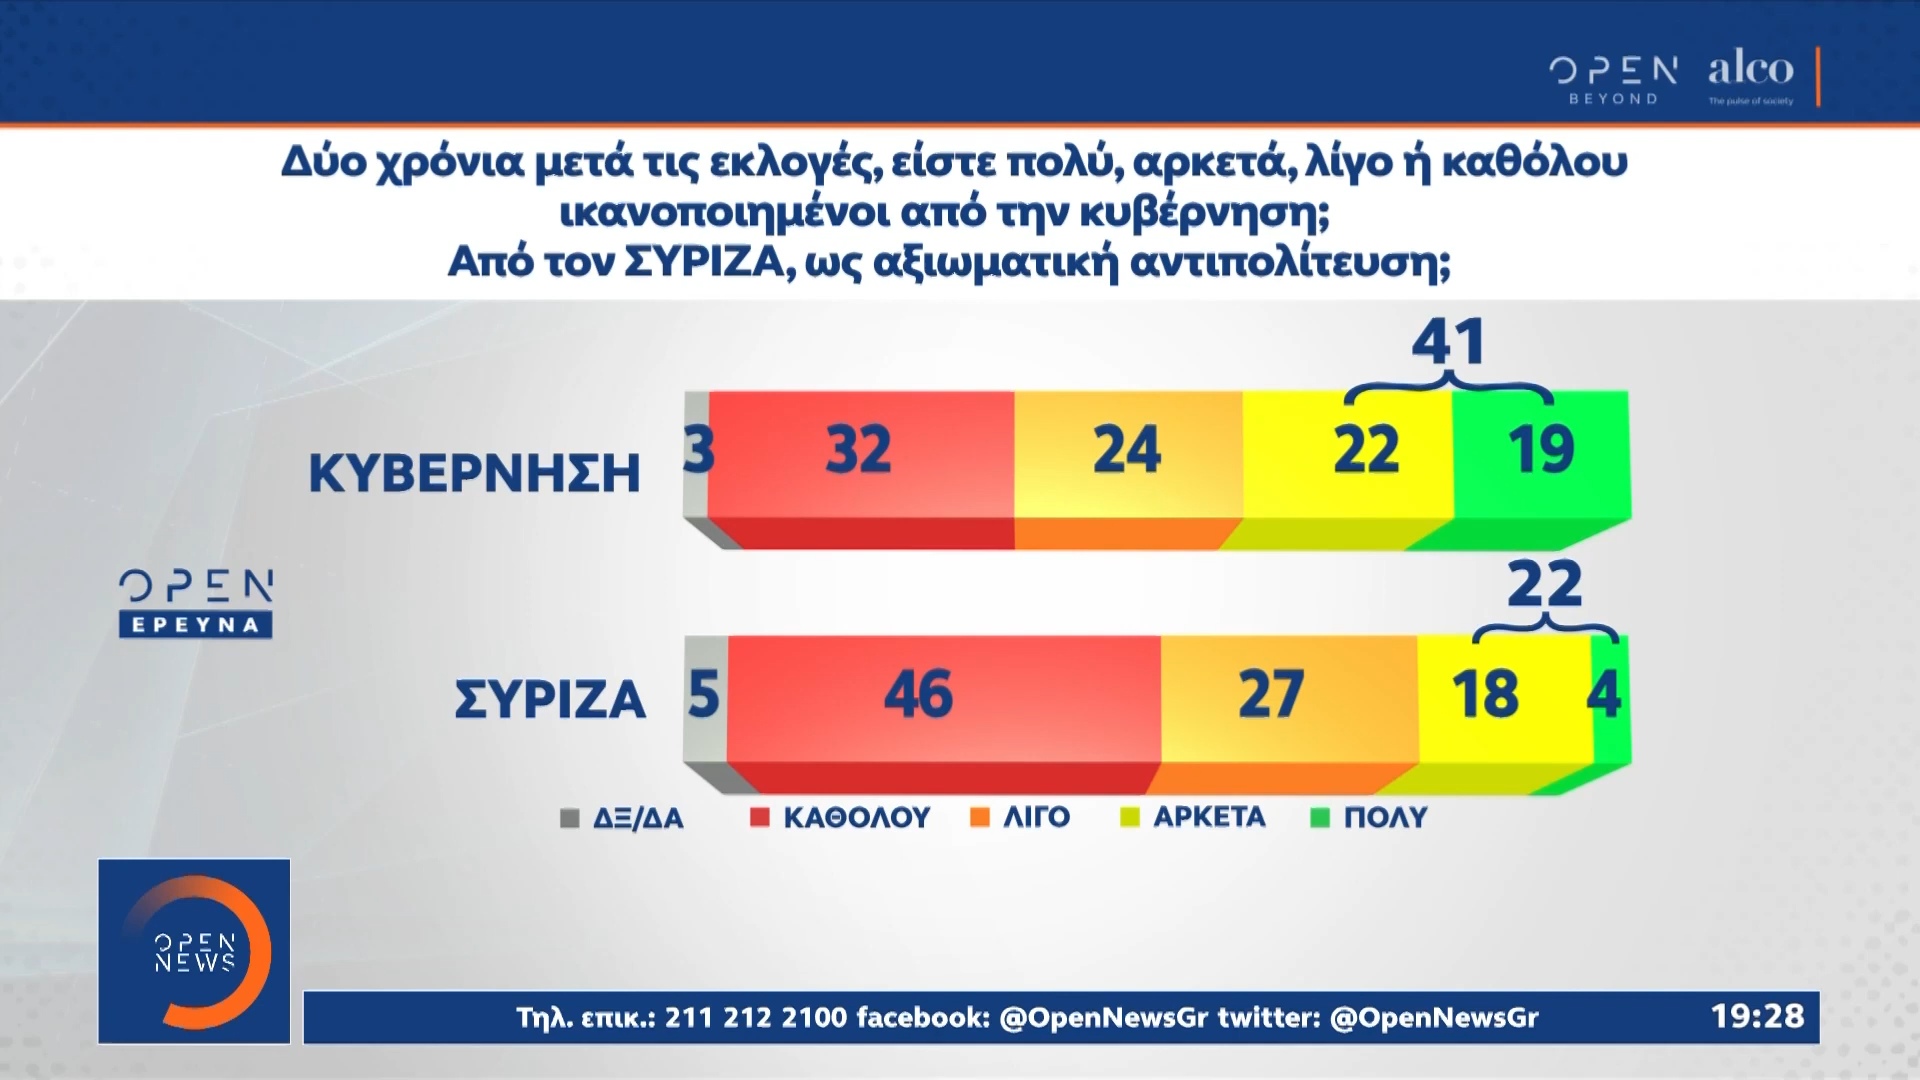 OPEN
BEYOND
alco
The pulse of society
Δύο χρόνια μετά τις εκλογές, είστε πολύ, αρκετά, λίγο ή καθόλου
ικανοποιημένοι από την κυβέρνηση;
Από τον ΣΥΡΙΖΑ, ως αξιωματική αντιπολίτευση;
41
ΚΥΒΕΡΝΗΣΗ 3 32 24 22 19
22
OPEN
ΕΡΕΥΝΑ
ΣΥΡΙΖΑ 5 46 27 18 4
ΔΞ/ΔΑ ΚΑΘΟΛΟΥ ΛΙΓΟ ΑΡΚΕΤΑ ΠΟΛΥ
OPEN
NEWS
Τηλ. επικ.: 211 212 2100 facebook: @OpenNewsGr twitter: @OpenNewsGr 19:28